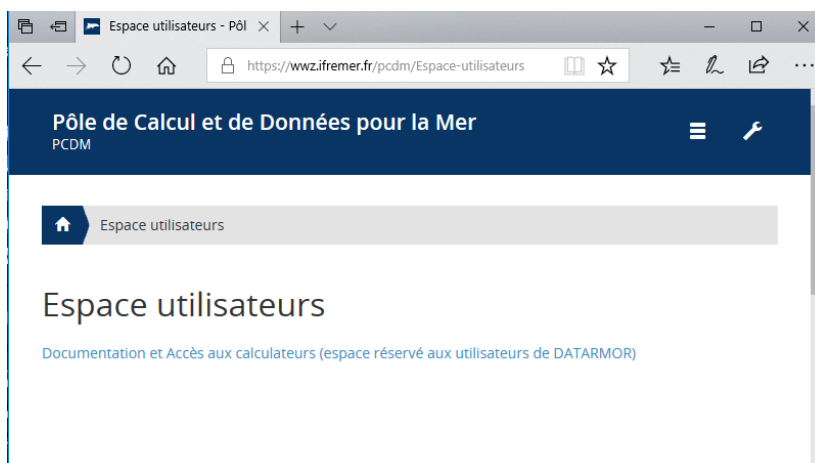 Espace utilisateurs - Pôl
https://wwz.ifremer.fr/pcdm/Espace-utilisateurs
Pôle de Calcul et de Données pour la Mer
PCDM
Espace utilisateurs
Espace utilisateurs
Documentation et Accès aux calculateurs (espace réservé aux utilisateurs de DATARMOR)